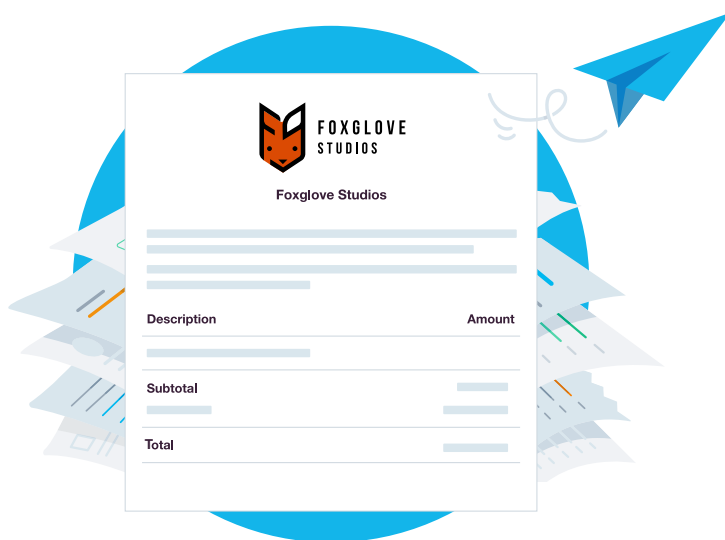 FOXGLOVE
STUDIOS
Foxglove Studios
Description Amount
Subtotal
Total